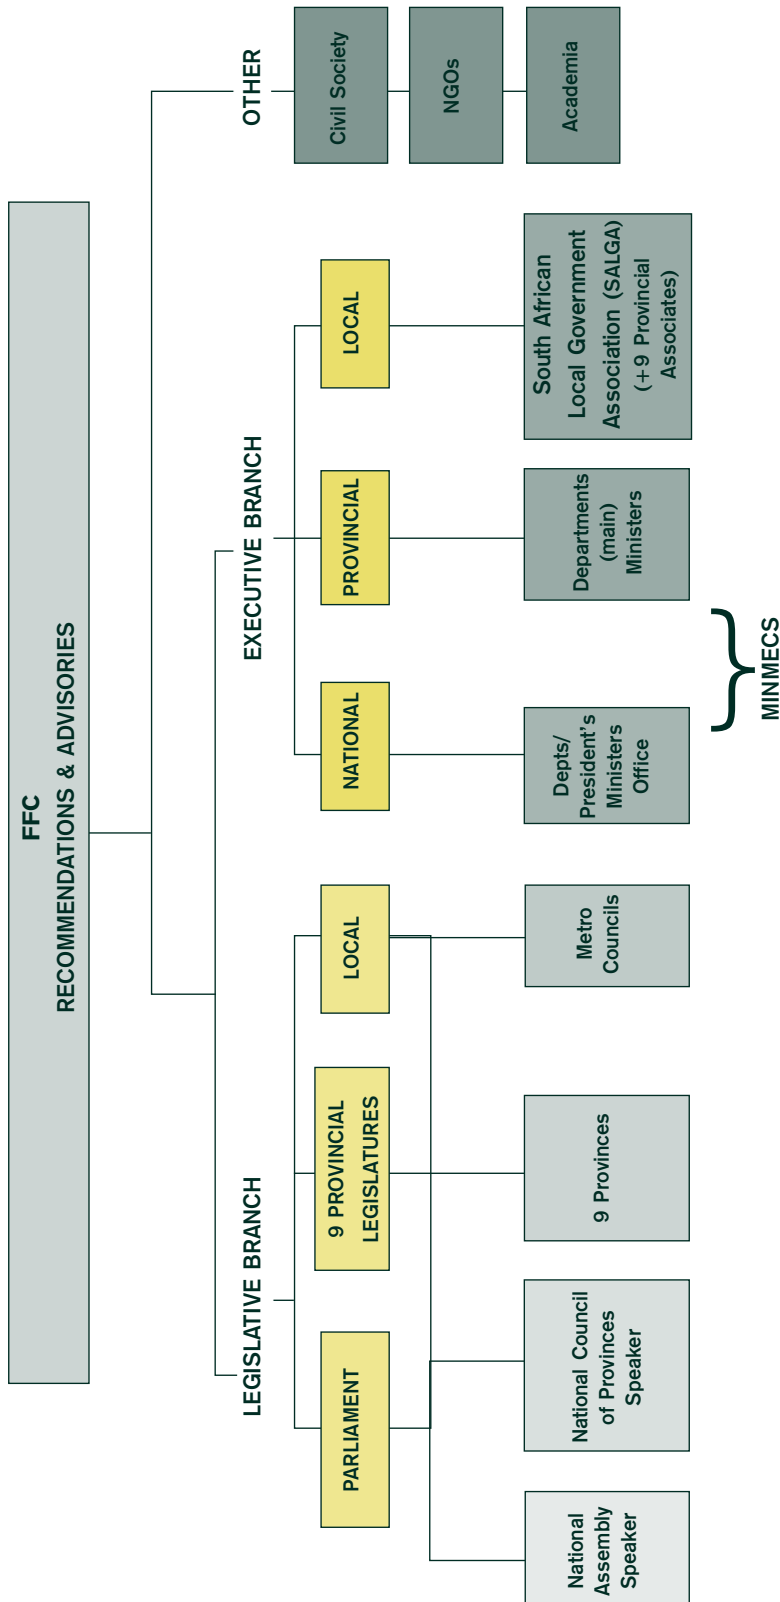 FFC
RECOMMENDATIONS & ADVISORIES
LEGISLATIVE BRANCH
EXECUTIVE BRANCH
OTHER
PARLIAMENT
9 PROVINCIAL
LEGISLATURES
LOCAL
NATIONAL
PROVINCIAL
LOCAL
Civil Society
NGOs
Academia
National
Assembly
Speaker
National Council
of Provinces
Speaker
9 Provinces
Metro
Councils
Depts/
President's
Ministers
Office
Departments
(main)
Ministers
South African
Local Government
Association (SALGA)
(+9 Provincial
Associates)
MINMECS